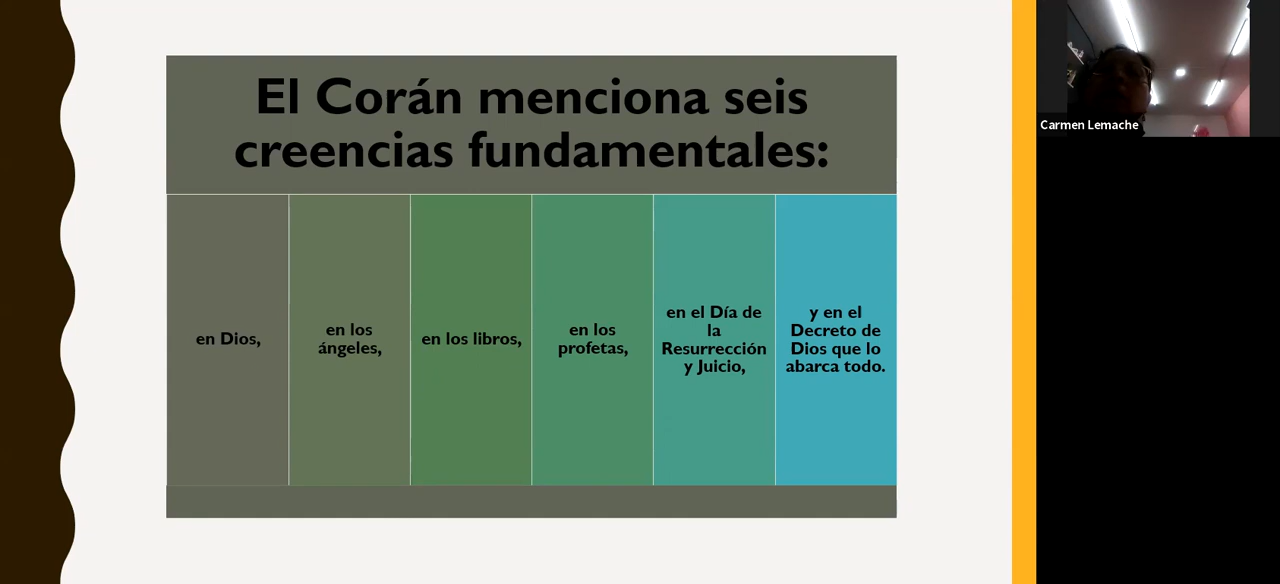 El Corán menciona seis
creencias fundamentales:
en Dios,
en los
ángeles,
en los libros,
en los
profetas,
en el Día de
la
Resurrección
y Juicio,
y en el
Decreto de
Dios que lo
abarca todo.
Carmen Lemache